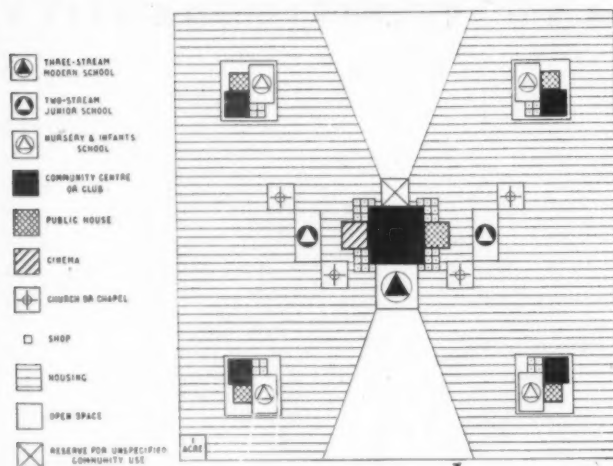 THREE-STREAM
MODERN SCHOOL
TWO-STREAM
JUNIOR SCHOOL
NURSERY & INFANTS
SCHOOL
COMMUNITY CENTRE
OR CLUB
PUBLIC HOUSE
CINEMA
CHURCH OR CHAPEL
SHOP
HOUSING
OPEN SPACE
RESERVE FOR UNSPECIFIED
COMMUNITY USE
1
ACRE